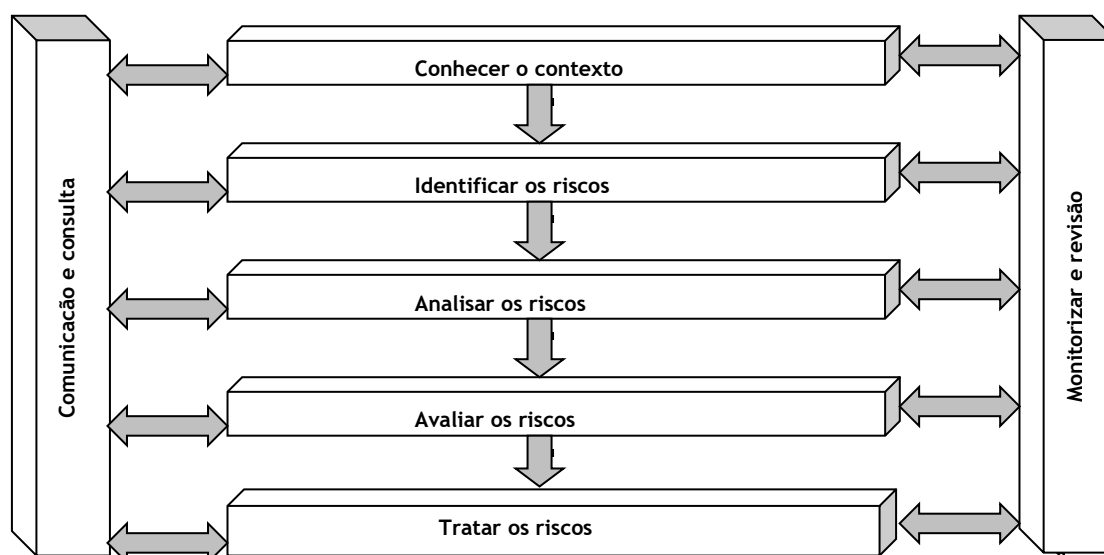 Conhecer o contexto
Identificar os riscos
Analisar os riscos
Avaliar os riscos
Tratar os riscos
Comunicação e consulta
Monitorizar e revisão